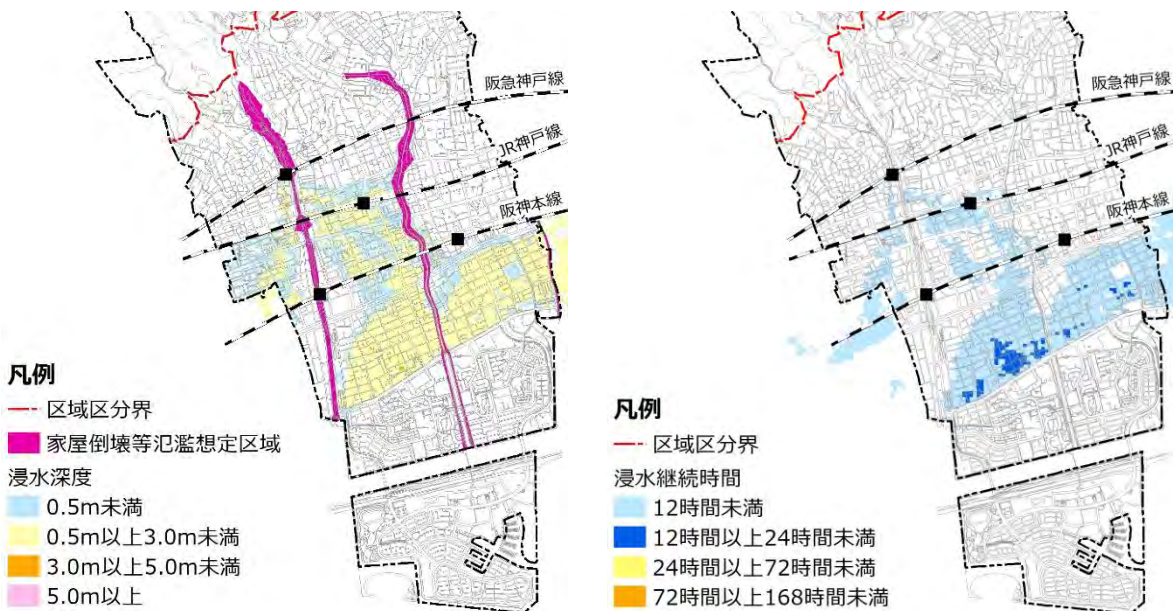 阪急神戸線
JR神戸線
阪神本線
凡例
区域区分界
家屋倒壊等氾濫想定区域
浸水深度
0.5m未満
0.5m以上3.0m未満
3.0m以上5.0m未満
5.0m以上
阪急神戸線
JR神戸線
阪神本線
凡例
区域区分界
浸水継続時間
12時間未満
12時間以上24時間未満
24時間以上72時間未満
72時間以上168時間未満